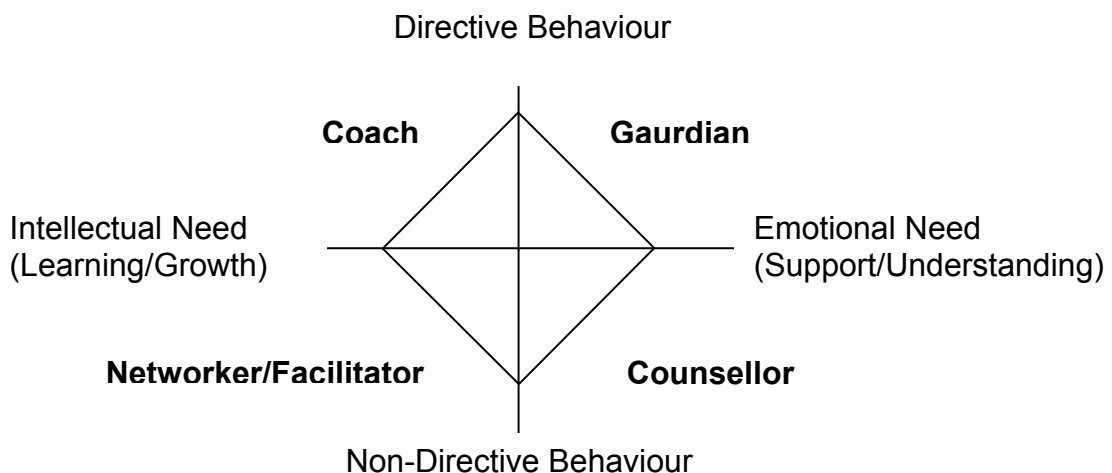 Directive Behaviour
Coach
Gaurdian
Intellectual Need
(Learning/Growth)
Emotional Need
(Support/Understanding)
Networker/Facilitator
Counsellor
Non-Directive Behaviour